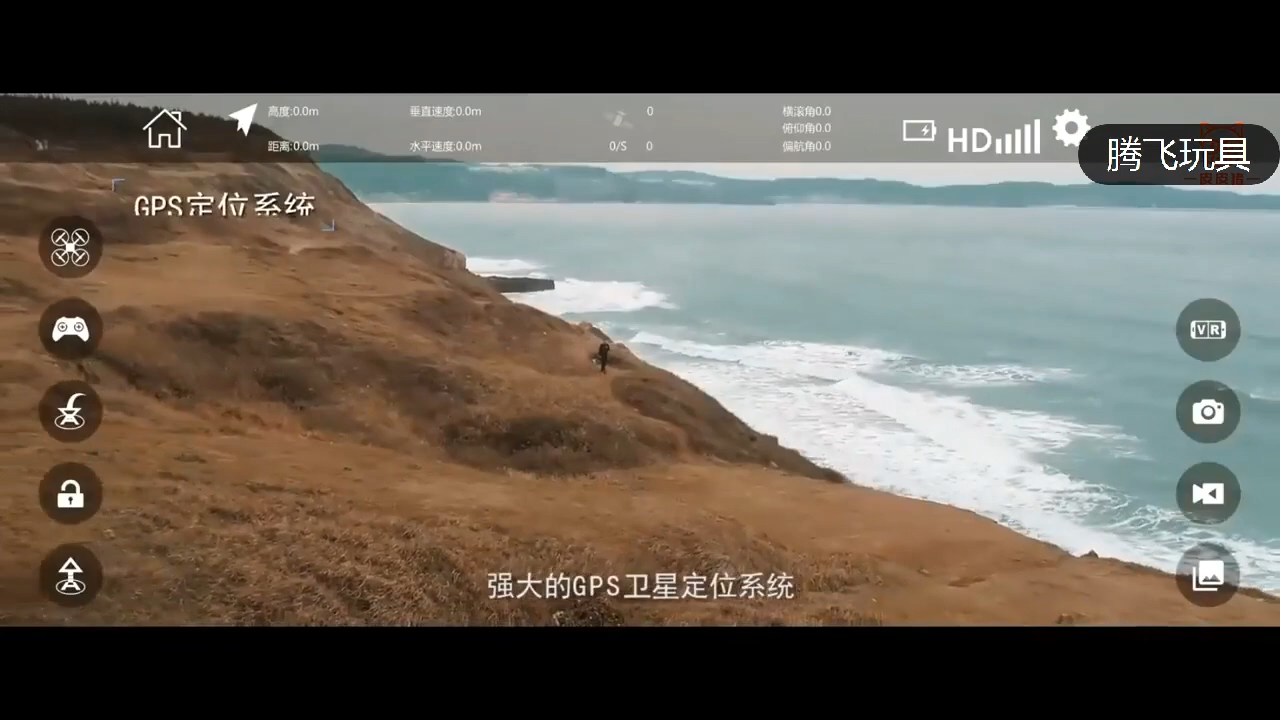 高度:0.0m
垂直速度:0.0m
0
横滚角0.0
俯仰角0.0
HD
距离:0.0m
水平速度:0.0m
0/S 0
偏航角0.0
腾飞玩具
GPS定位系统
VR
强大的GPS卫星定位系统